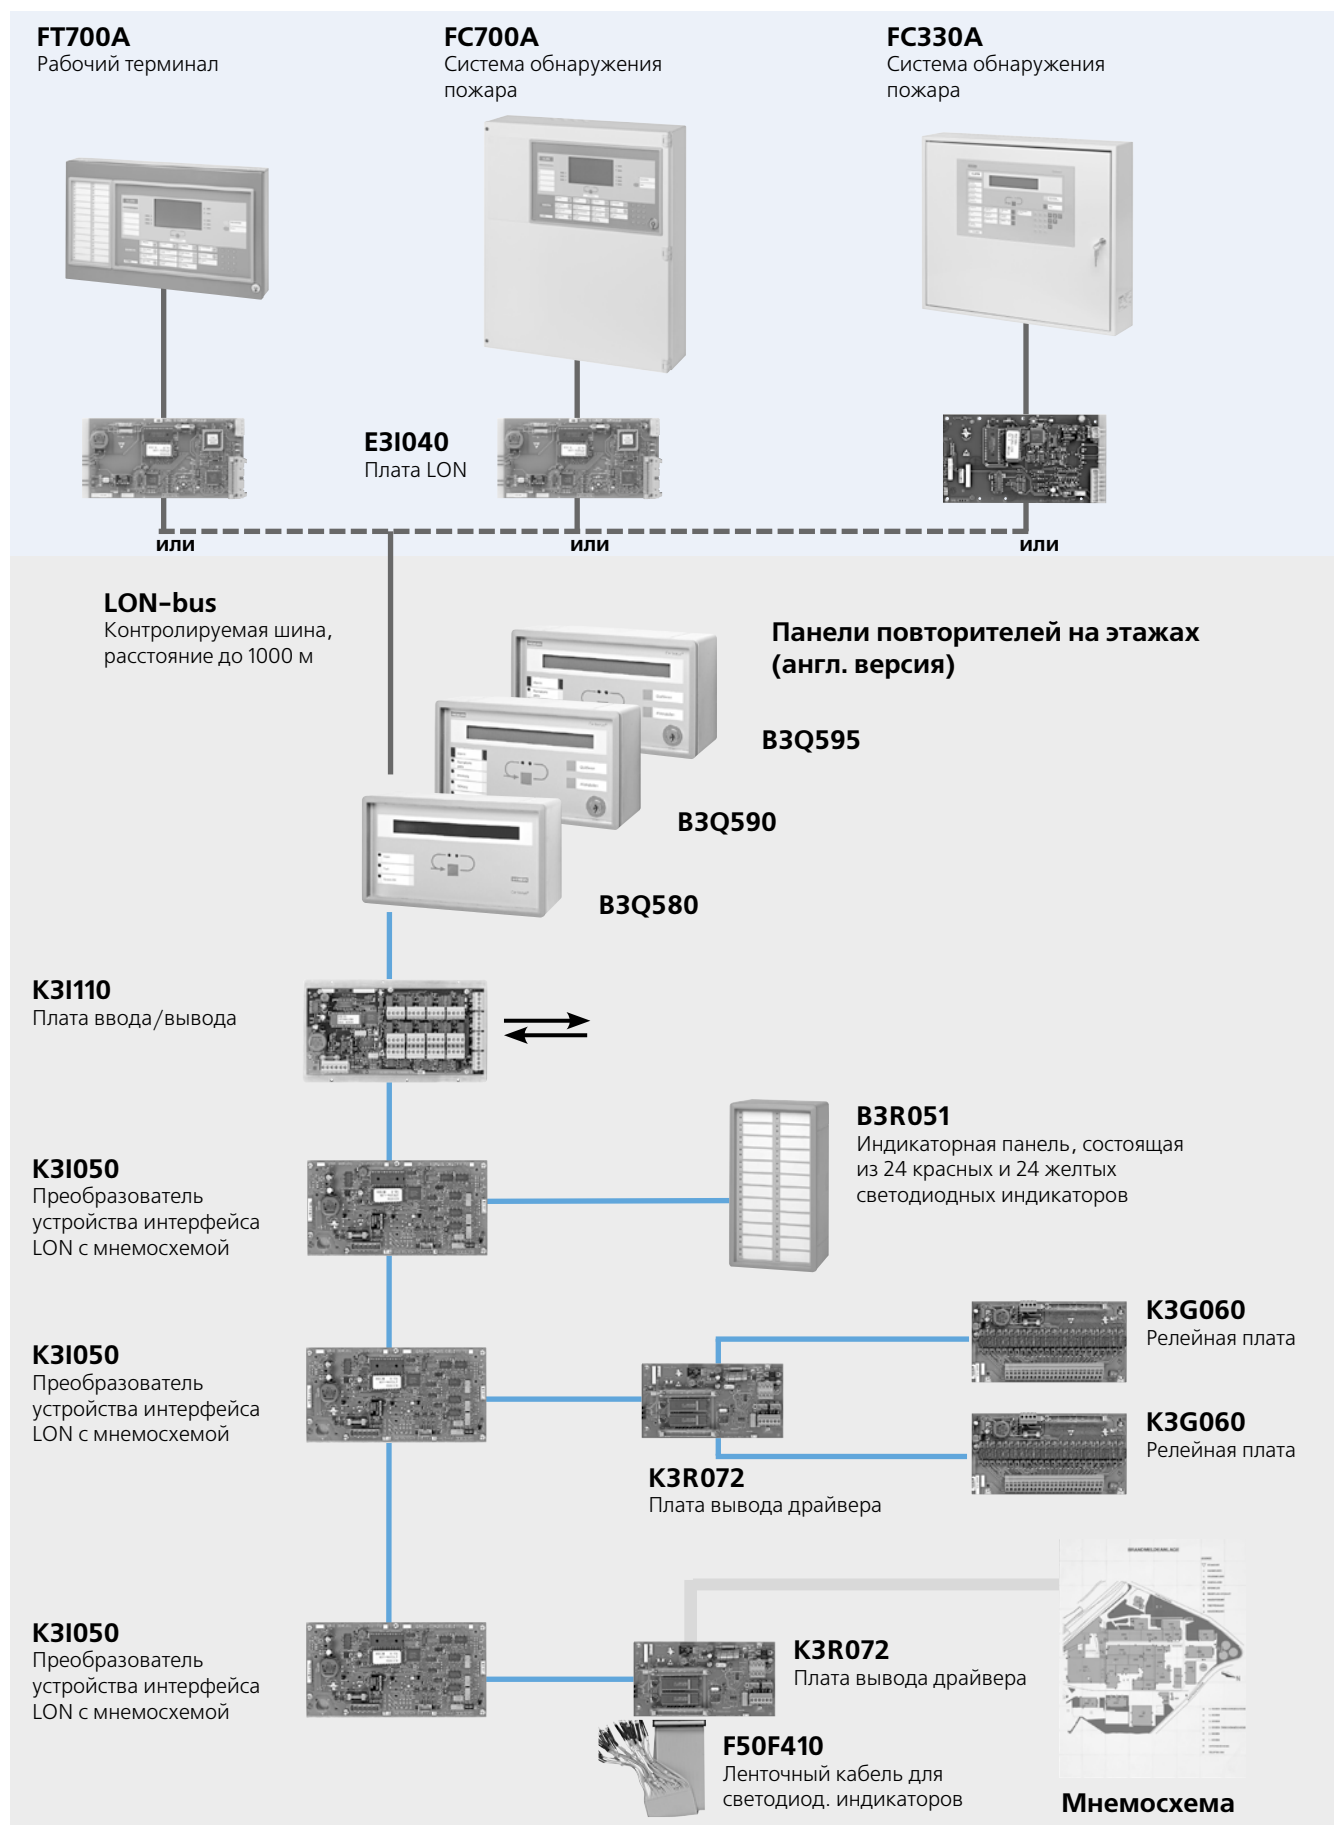 FT700A
Рабочий терминал
FC700A
Система обнаружения
пожара
FC330A
Система обнаружения
пожара
E3I040
Плата LON
или
или
или
LON-bus
Контролируемая шина,
расстояние до 1000 м
Панели повторителей на этажах
(англ. версия)
B3Q595
B3Q590
B3Q580
K3I110
Плата ввода/вывода
B3R051
Индикаторная панель, состоящая
из 24 красных и 24 желтых
светодиодных индикаторов
K3I050
Преобразователь
устройства интерфейса
LON с мнемосхемой
K3G060
Релейная плата
K3I050
Преобразователь
устройства интерфейса
LON с мнемосхемой
K3G060
Релейная плата
K3R072
Плата вывода драйвера
K3I050
Преобразователь
устройства интерфейса
LON с мнемосхемой
K3R072
Плата вывода драйвера
F50F410
Ленточный кабель для
светодиод. индикаторов
Мнемосхема